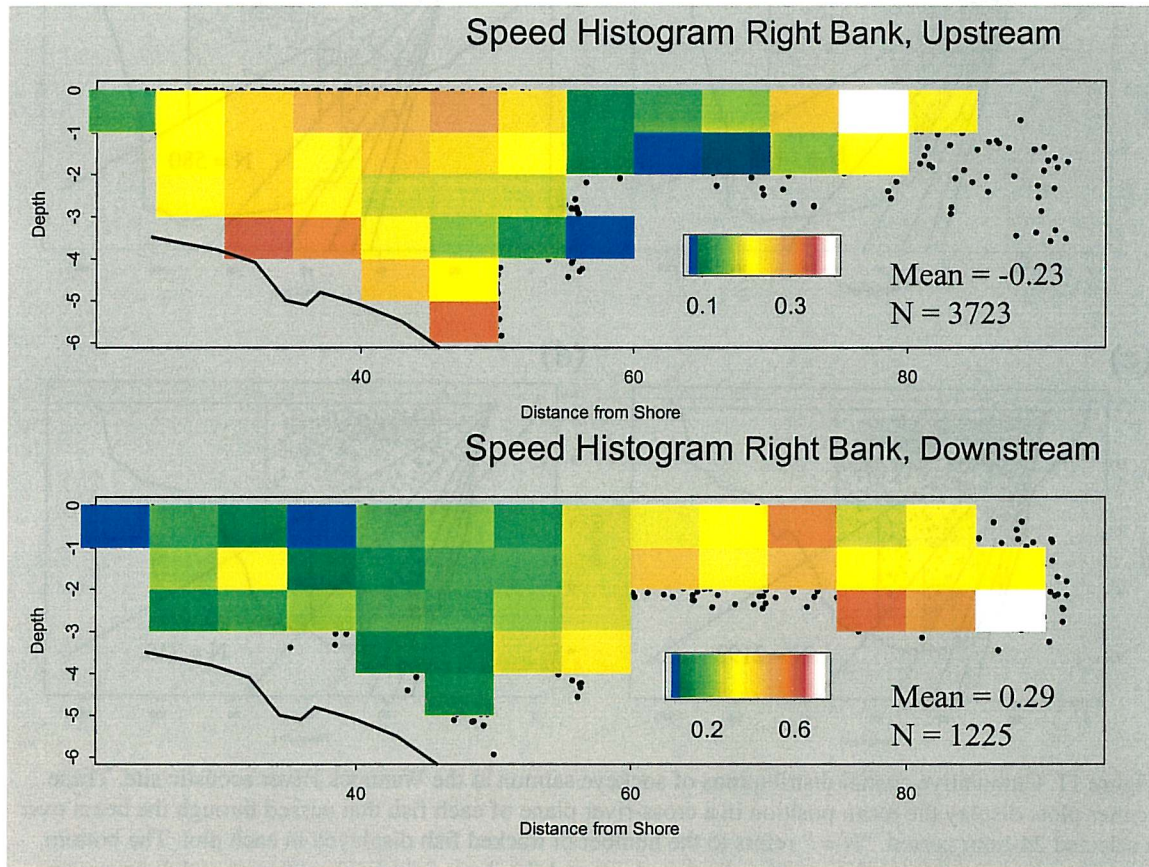 Speed Histogram Right Bank, Upstream
0
-1
-2
-3
-4
-5
-6
Depth
0.1 0.3
Mean = -0.23
N = 3723
40 60 80
Distance from Shore
Speed Histogram Right Bank, Downstream
0
-1
-2
-3
-4
-5
-6
Depth
0.2 0.6
Mean = 0.29
N = 1225
40 60 80
Distance from Shore